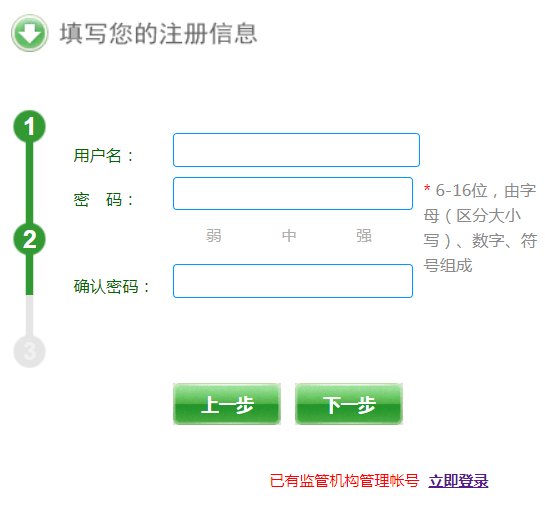 填写您的注册信息
1
用户名：
密 码：
* 6-16位，由字
母（区分大小
写）、数字、符
号组成
弱 中 强
2
确认密码：
3
上一步 下一步
已有监管机构管理帐号 立即登录